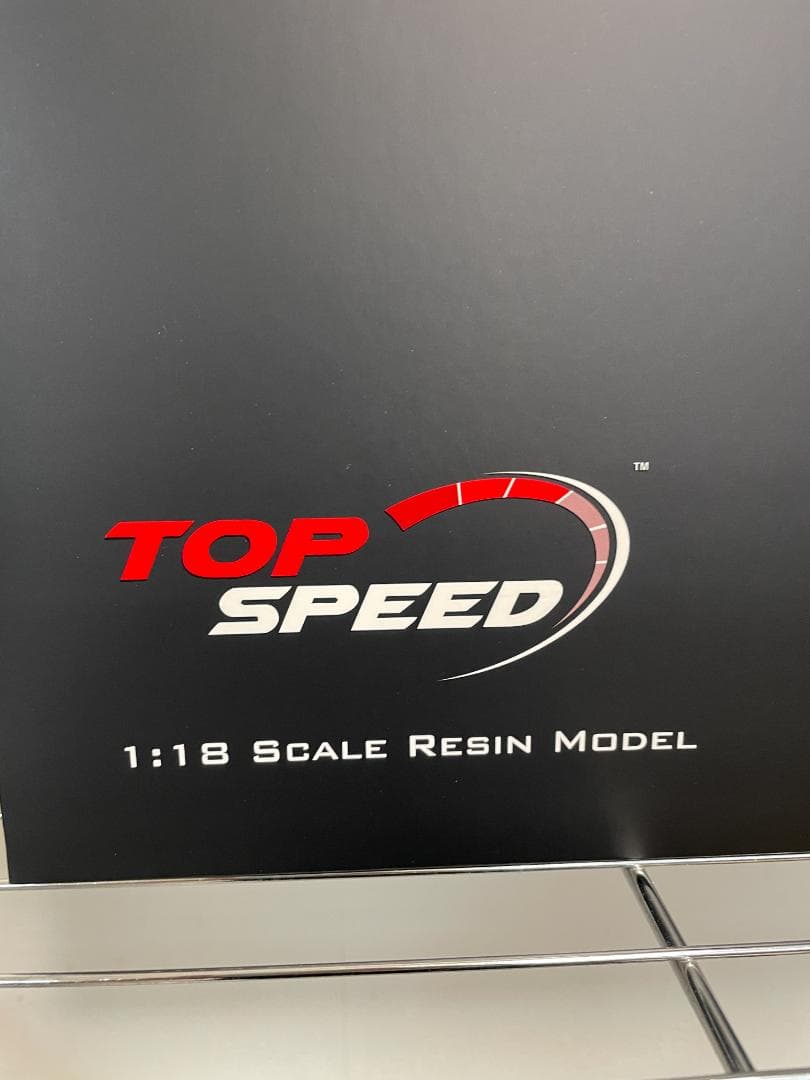 TOP
SPEED
™
1:18 Scale Resin Model